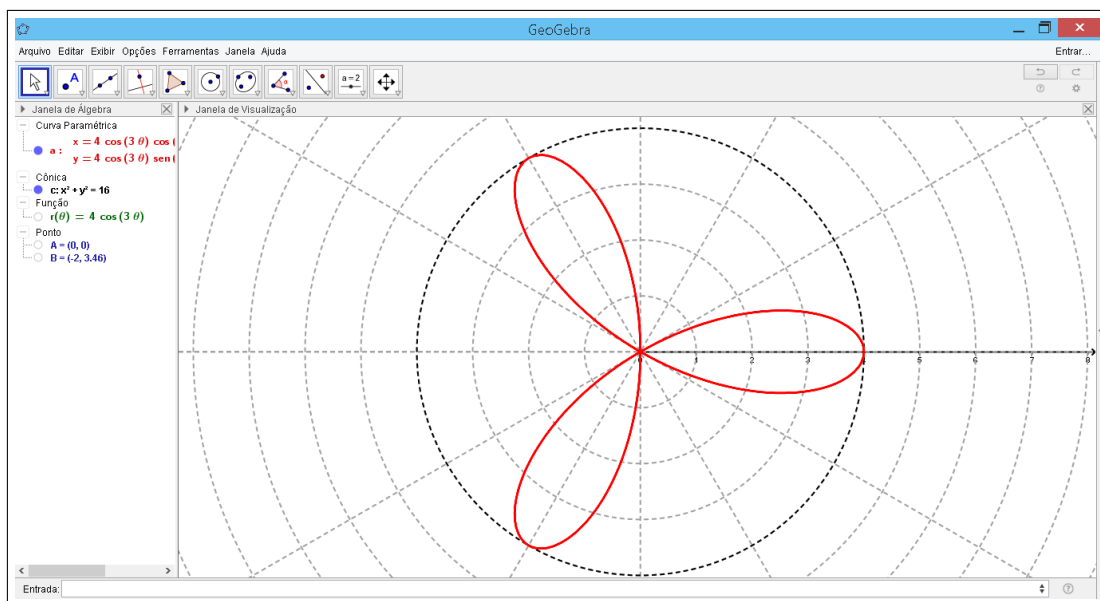 GeoGebra
Arquivo Editar Exibir Opções Ferramentas Janela Ajuda
Entrar...
A
α
a = 2
Janela de Álgebra
Janela de Visualização
Curva Paramétrica
a : x = 4 cos (3 θ) cos (
y = 4 cos (3 θ) sen (
Cônica
c: x² + y² = 16
Função
r(θ) = 4 cos (3 θ)
Ponto
A = (0, 0)
B = (-2, 3.46)
0 1 2 3 4 5 6 7 8
Entrada: